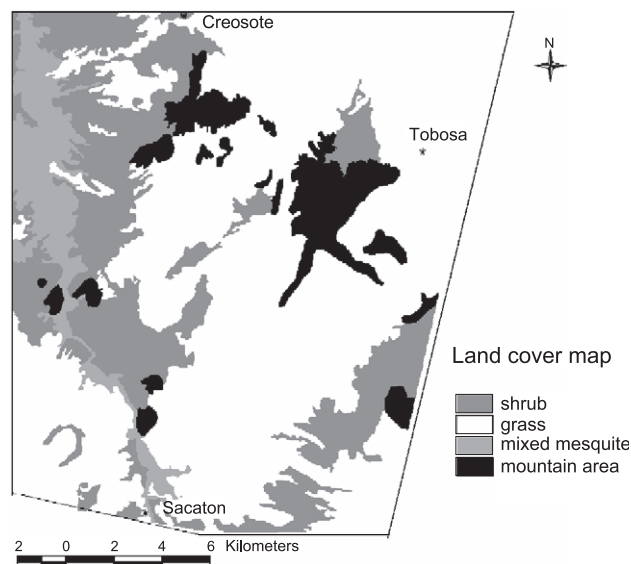 Creosote
N
Tobosa
Land cover map
shrub
grass
mixed mesquite
mountain area
Sacaton
2 0 2 4 6 Kilometers